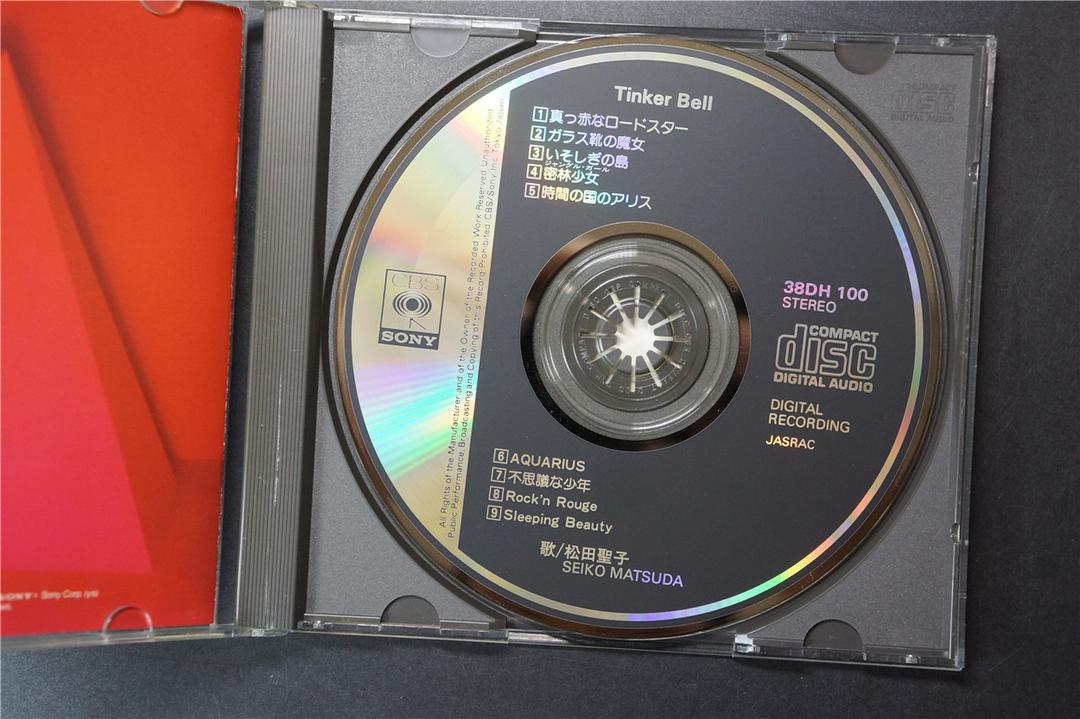 Tinker Bell
1 真っ赤なロードスター
2 ガラス靴の魔女
3 いそしぎの島
ジャングル・ガール
4 密林少女
5 時間の国のアリス
All Rights of the Manufacturer and of the Owner of the Recorded Work Reserved Unauthorized
Public Performance, Broadcasting and Copying of this Record Prohibited CBS/Sony Inc. Tokyo Japan
CBS
SONY
38DH 100
STEREO
COMPACT
disc
DIGITAL AUDIO
DIGITAL
RECORDING
JASRAC
6 AQUARIUS
7 不思議な少年
8 Rock'n Rouge
9 Sleeping Beauty
歌/松田聖子
SEIKO MATSUDA
COMPACT
disc
DIGITAL AUDIO